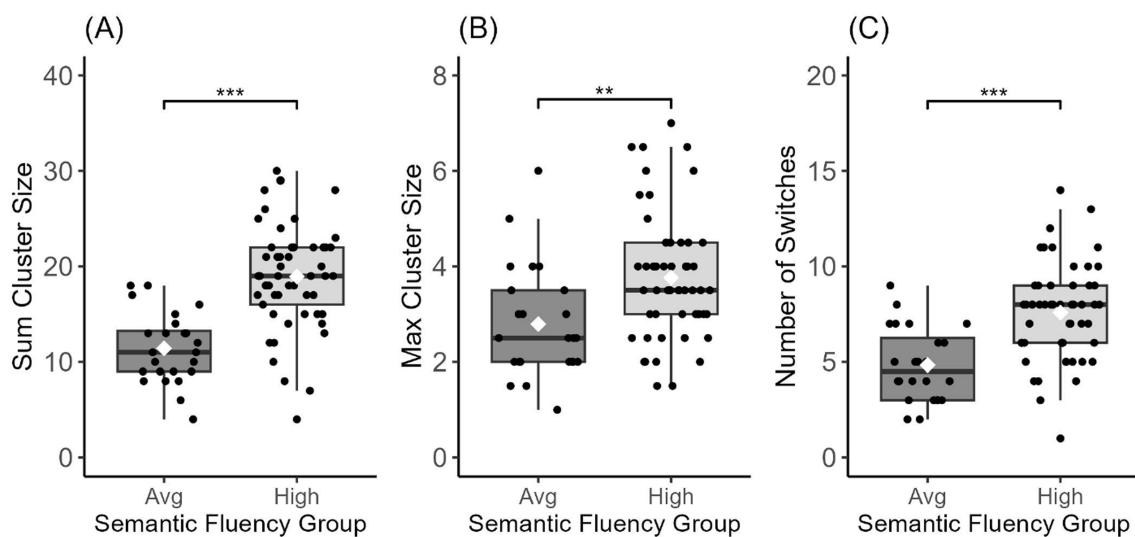 (A)
Sum Cluster Size
40
30
20
10
0
***
Avg
High
Semantic Fluency Group
(B)
Max Cluster Size
8
6
4
2
0
**
Avg
High
Semantic Fluency Group
(C)
Number of Switches
20
15
10
5
0
***
Avg
High
Semantic Fluency Group